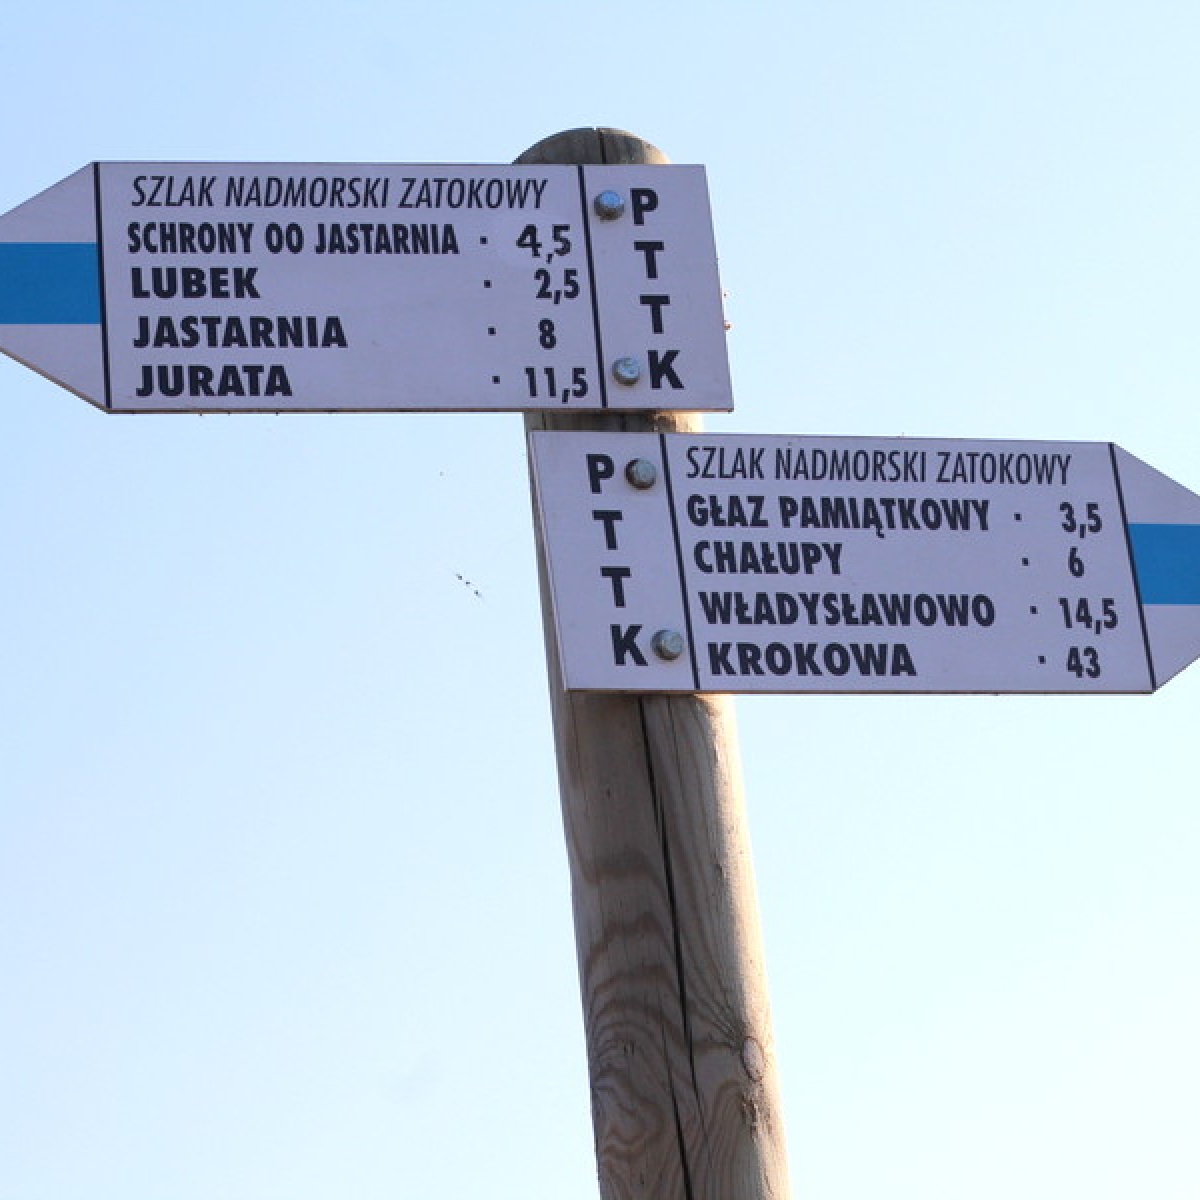 SZLAK NADMORSKI ZATOKOWY
SCHRONY OO JASTARNIA · 4,5
LUBEK · 2,5
JASTARNIA · 8
JURATA · 11,5
PTTK
PTTK
SZLAK NADMORSKI ZATOKOWY
GŁAZ PAMIĄTKOWY · 3,5
CHAŁUPY · 6
WŁADYSŁAWOWO · 14,5
KROKOWA · 43